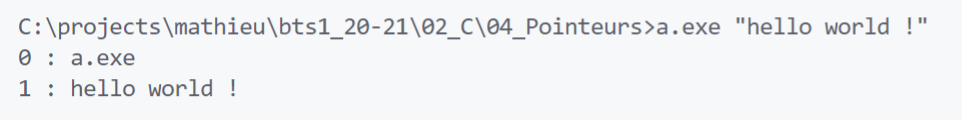 C:\projects\mathieu\bts1_20-21\02_C\04_Pointeurs>a.exe "hello world !"
0 : a.exe
1 : hello world !